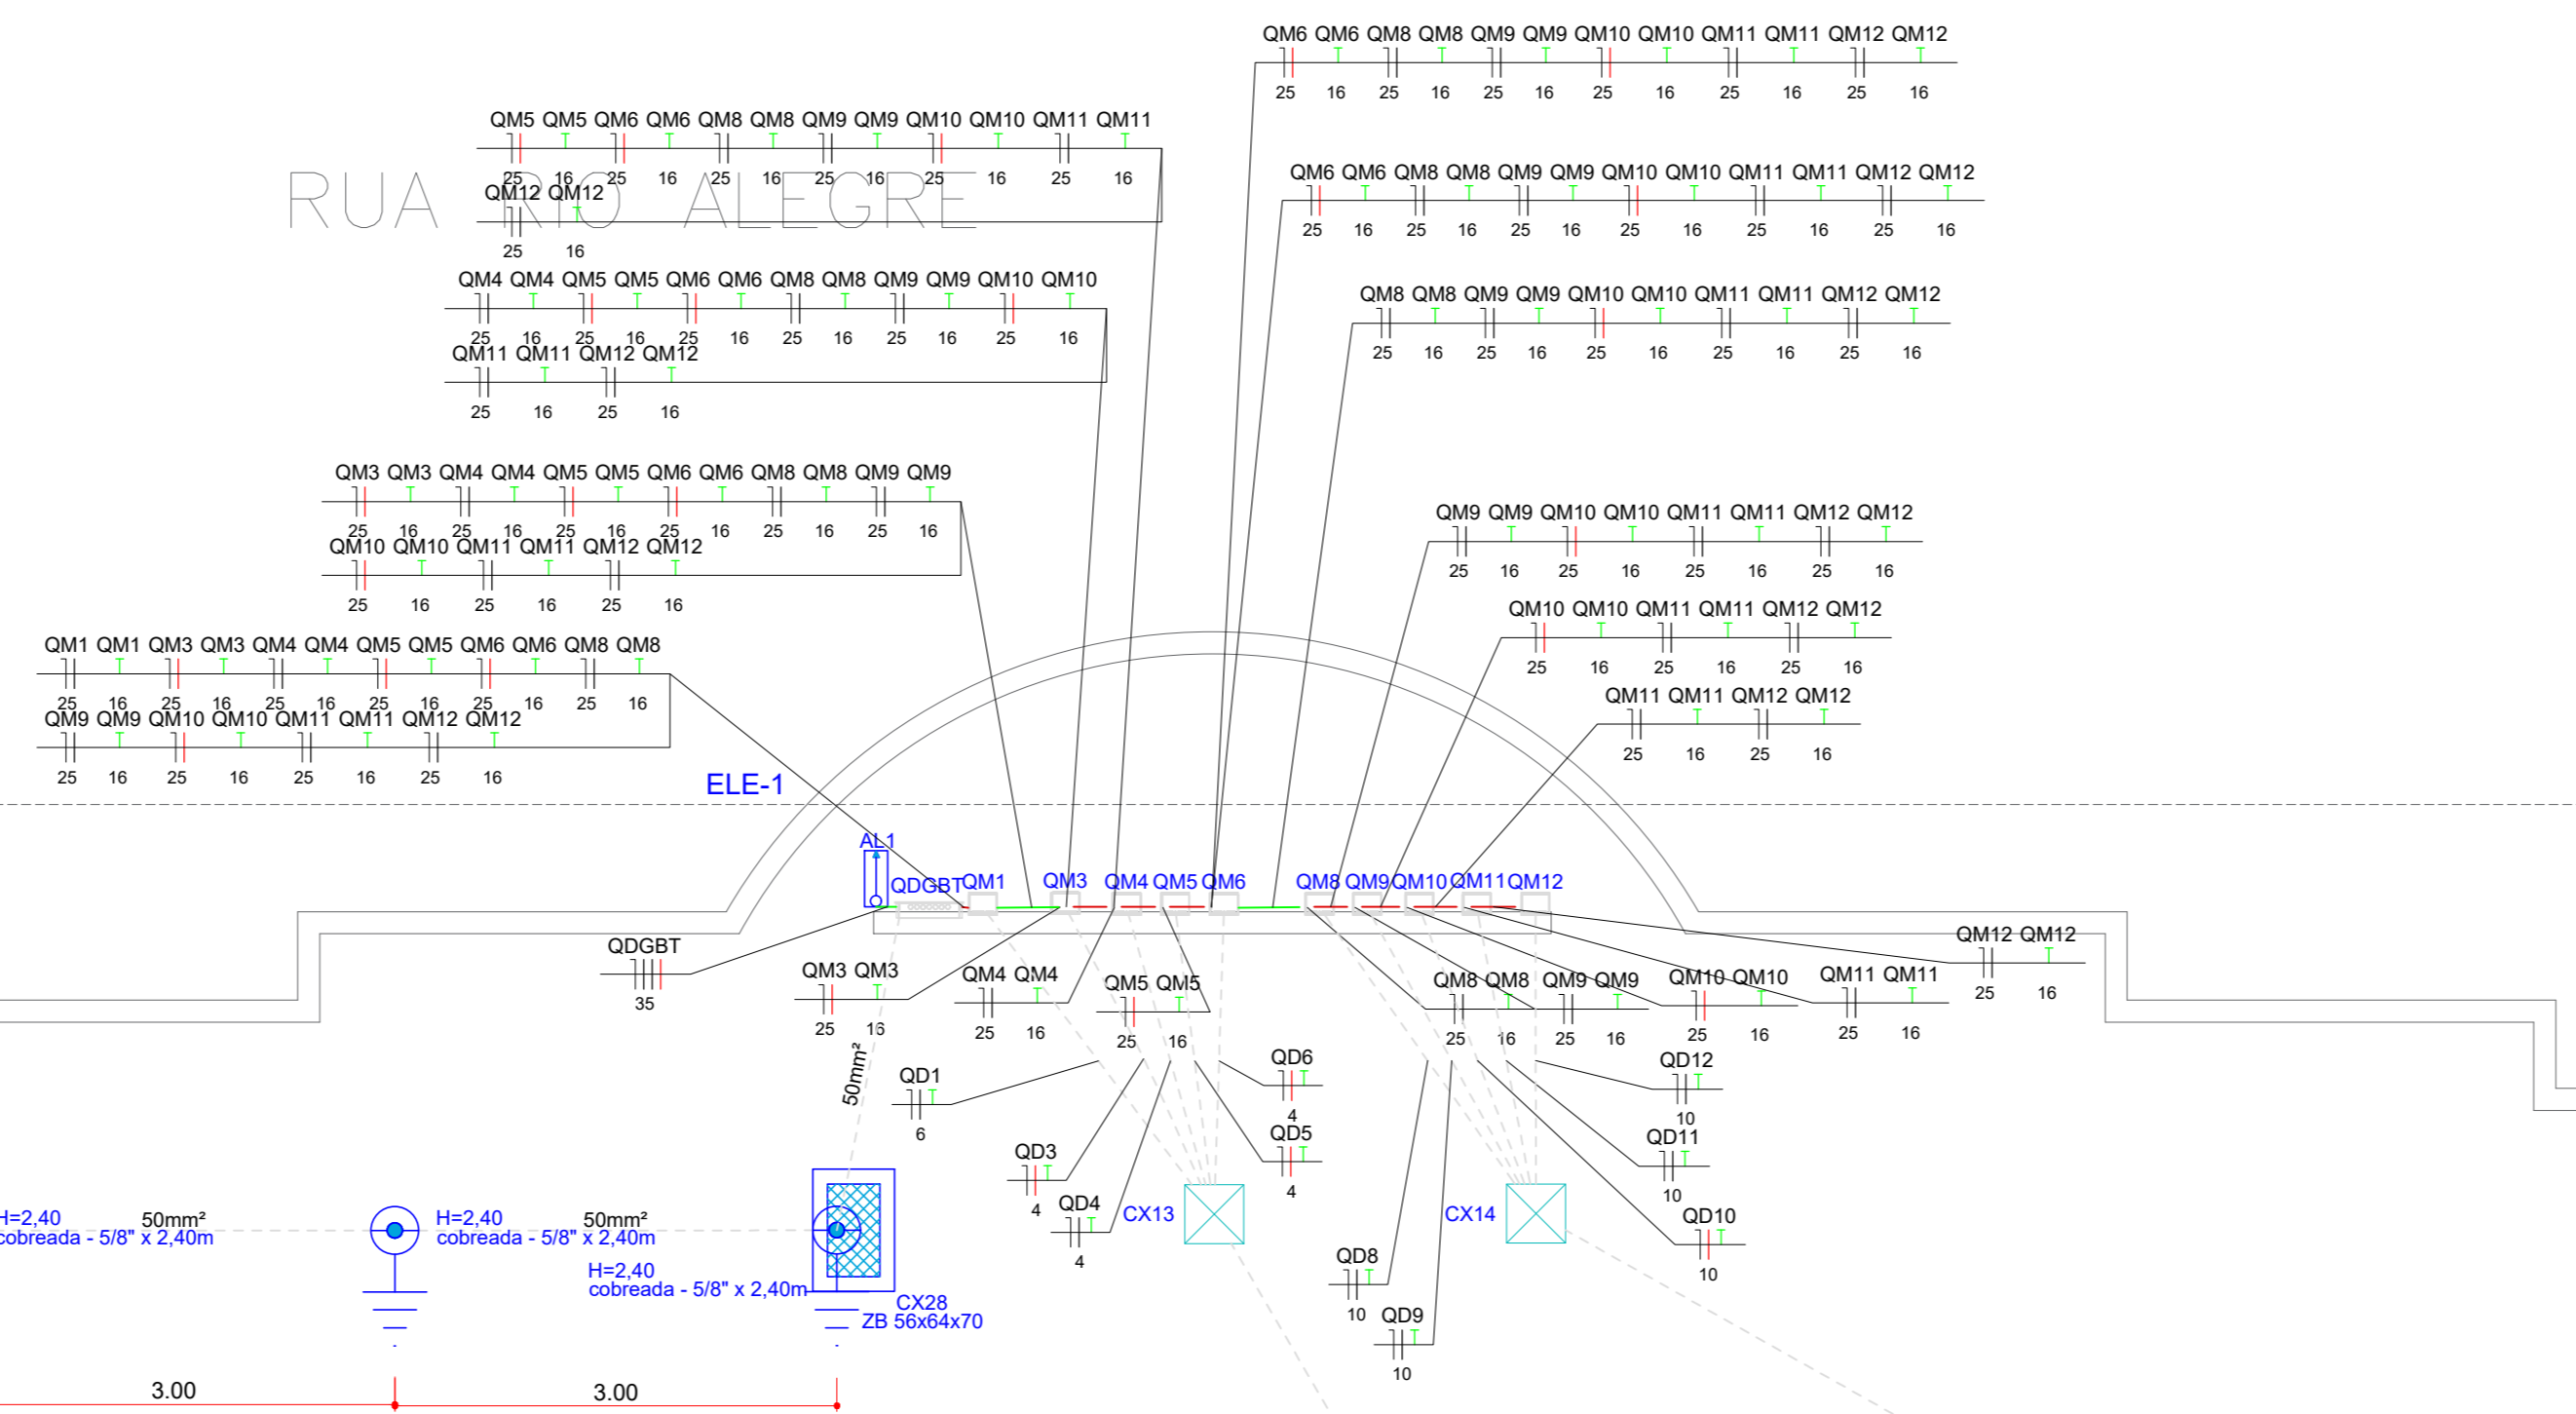 QM6 QM6 QM8 QM8 QM9 QM9 QM10 QM10 QM11 QM11 QM12 QM12
25 16 25 16 25 16 25 16 25 16 25 16
QM5 QM5 QM6 QM6 QM8 QM8 QM9 QM9 QM10 QM10 QM11 QM11
25 16 25 16 25 16 25 16 25 16 25 16
QM12 QM12
25 16
RUA RIO ALEGRE
QM6 QM6 QM8 QM8 QM9 QM9 QM10 QM10 QM11 QM11 QM12 QM12
25 16 25 16 25 16 25 16 25 16 25 16
QM4 QM4 QM5 QM5 QM6 QM6 QM8 QM8 QM9 QM9 QM10 QM10
25 16 25 16 25 16 25 16 25 16 25 16
QM11 QM11 QM12 QM12
25 16 25 16
QM8 QM8 QM9 QM9 QM10 QM10 QM11 QM11 QM12 QM12
25 16 25 16 25 16 25 16 25 16
QM3 QM3 QM4 QM4 QM5 QM5 QM6 QM6 QM8 QM8 QM9 QM9
25 16 25 16 25 16 25 16 25 16 25 16
QM10 QM10 QM11 QM11 QM12 QM12
25 16 25 16 25 16
QM9 QM9 QM10 QM10 QM11 QM11 QM12 QM12
25 16 25 16 25 16 25 16
QM10 QM10 QM11 QM11 QM12 QM12
25 16 25 16 25 16
QM1 QM1 QM3 QM3 QM4 QM4 QM5 QM5 QM6 QM6 QM8 QM8
25 16 25 16 25 16 25 16 25 16 25 16
QM9 QM9 QM10 QM10 QM11 QM11 QM12 QM12
25 16 25 16 25 16 25 16
QM11 QM11 QM12 QM12
25 16 25 16
ELE-1
AL1
QDGBT QM1 QM3 QM4 QM5 QM6 QM8 QM9 QM10 QM11 QM12
QDGBT
35
QM3 QM3
25 16
QM4 QM4
25 16
QM5 QM5
25 16
QM8 QM8 QM9 QM9
25 16 25 16
QM10 QM10
25 16
QM11 QM11
25 16
QM12 QM12
25 16
50mm²
QD1
6
QD6
4
QD12
10
QD3
4
QD5
4
QD11
10
QD4
4
CX13
CX14
QD10
10
QD8
10
QD9
10
H=2,40
cobreada - 5/8" x 2,40m
50mm²
H=2,40
cobreada - 5/8" x 2,40m
50mm²
H=2,40
cobreada - 5/8" x 2,40m
CX28
ZB 56x64x70
3.00
3.00